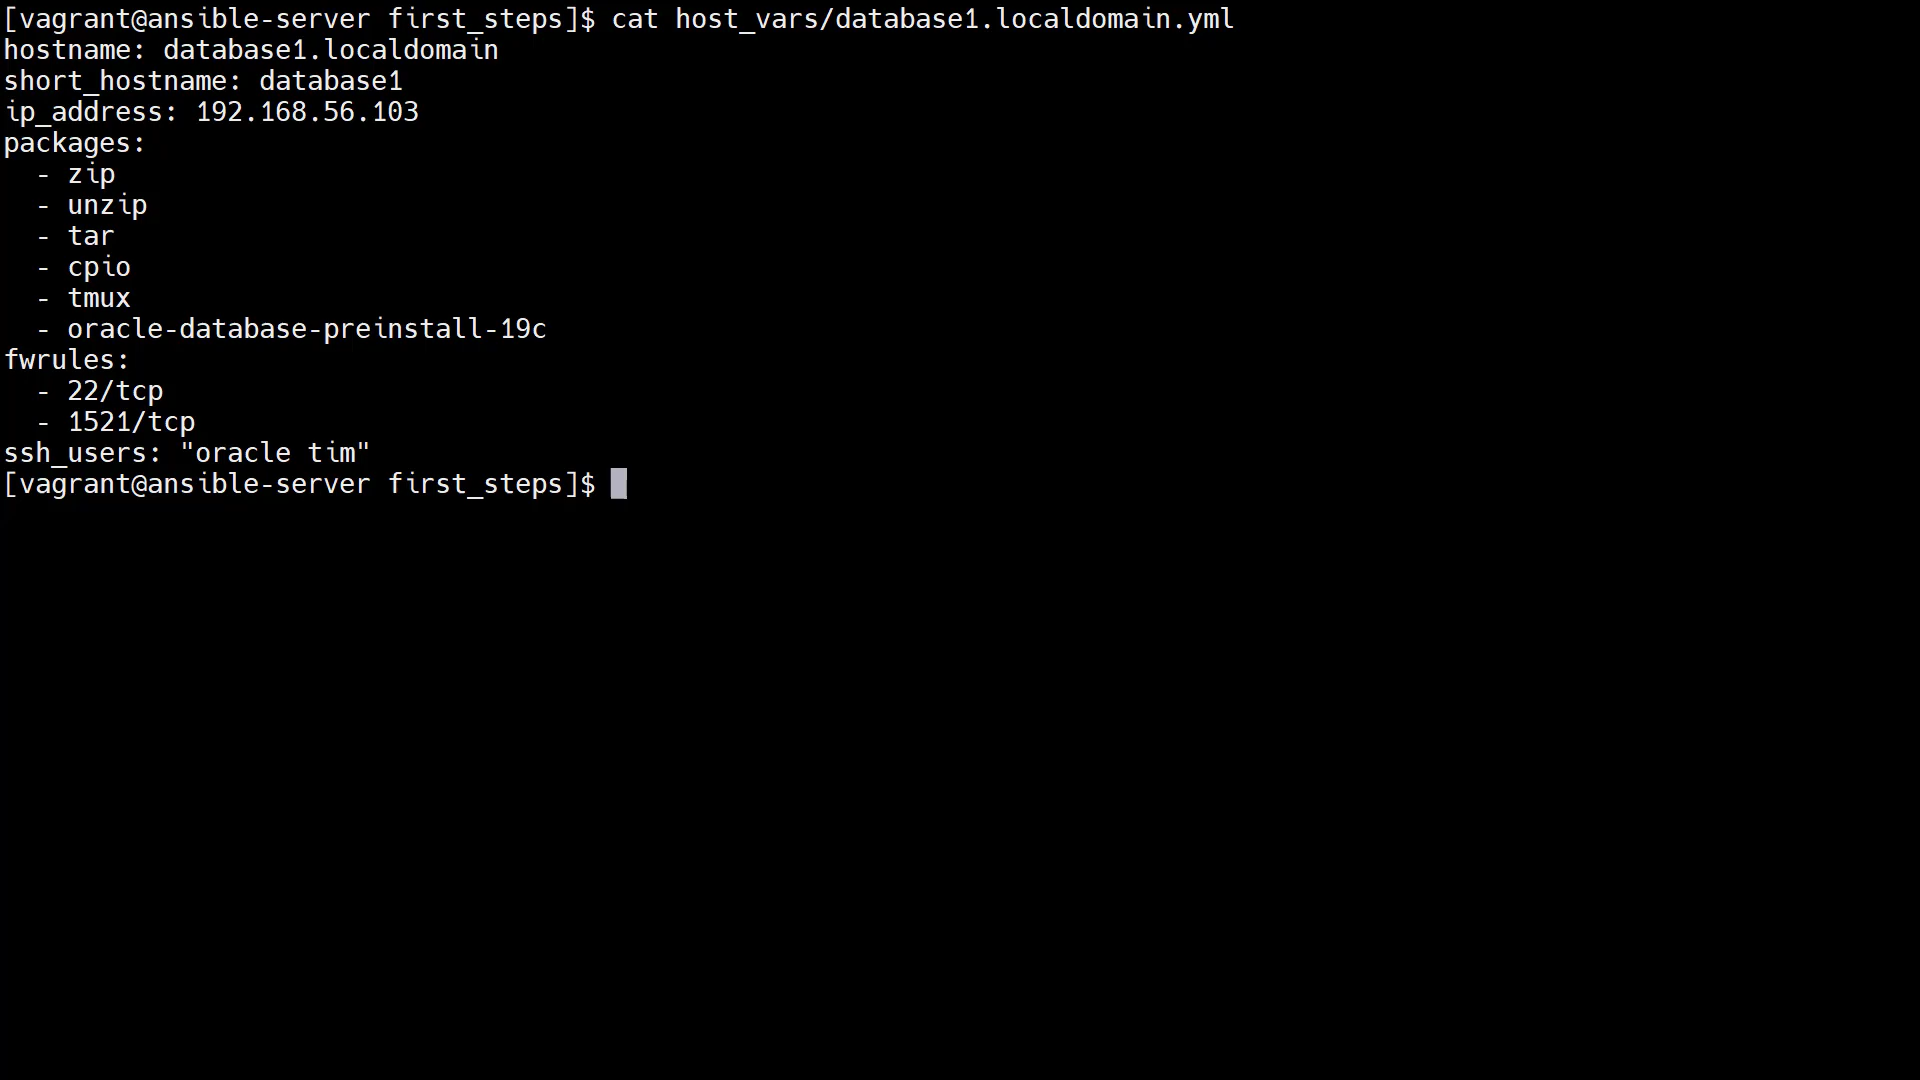 [vagrant@ansible-server first_steps]$ cat host_vars/database1.localdomain.yml
hostname: database1.localdomain
short_hostname: database1
ip_address: 192.168.56.103
packages:
  - zip
  - unzip
  - tar
  - cpio
  - tmux
  - oracle-database-preinstall-19c
fwrules:
  - 22/tcp
  - 1521/tcp
ssh_users: "oracle tim"
[vagrant@ansible-server first_steps]$